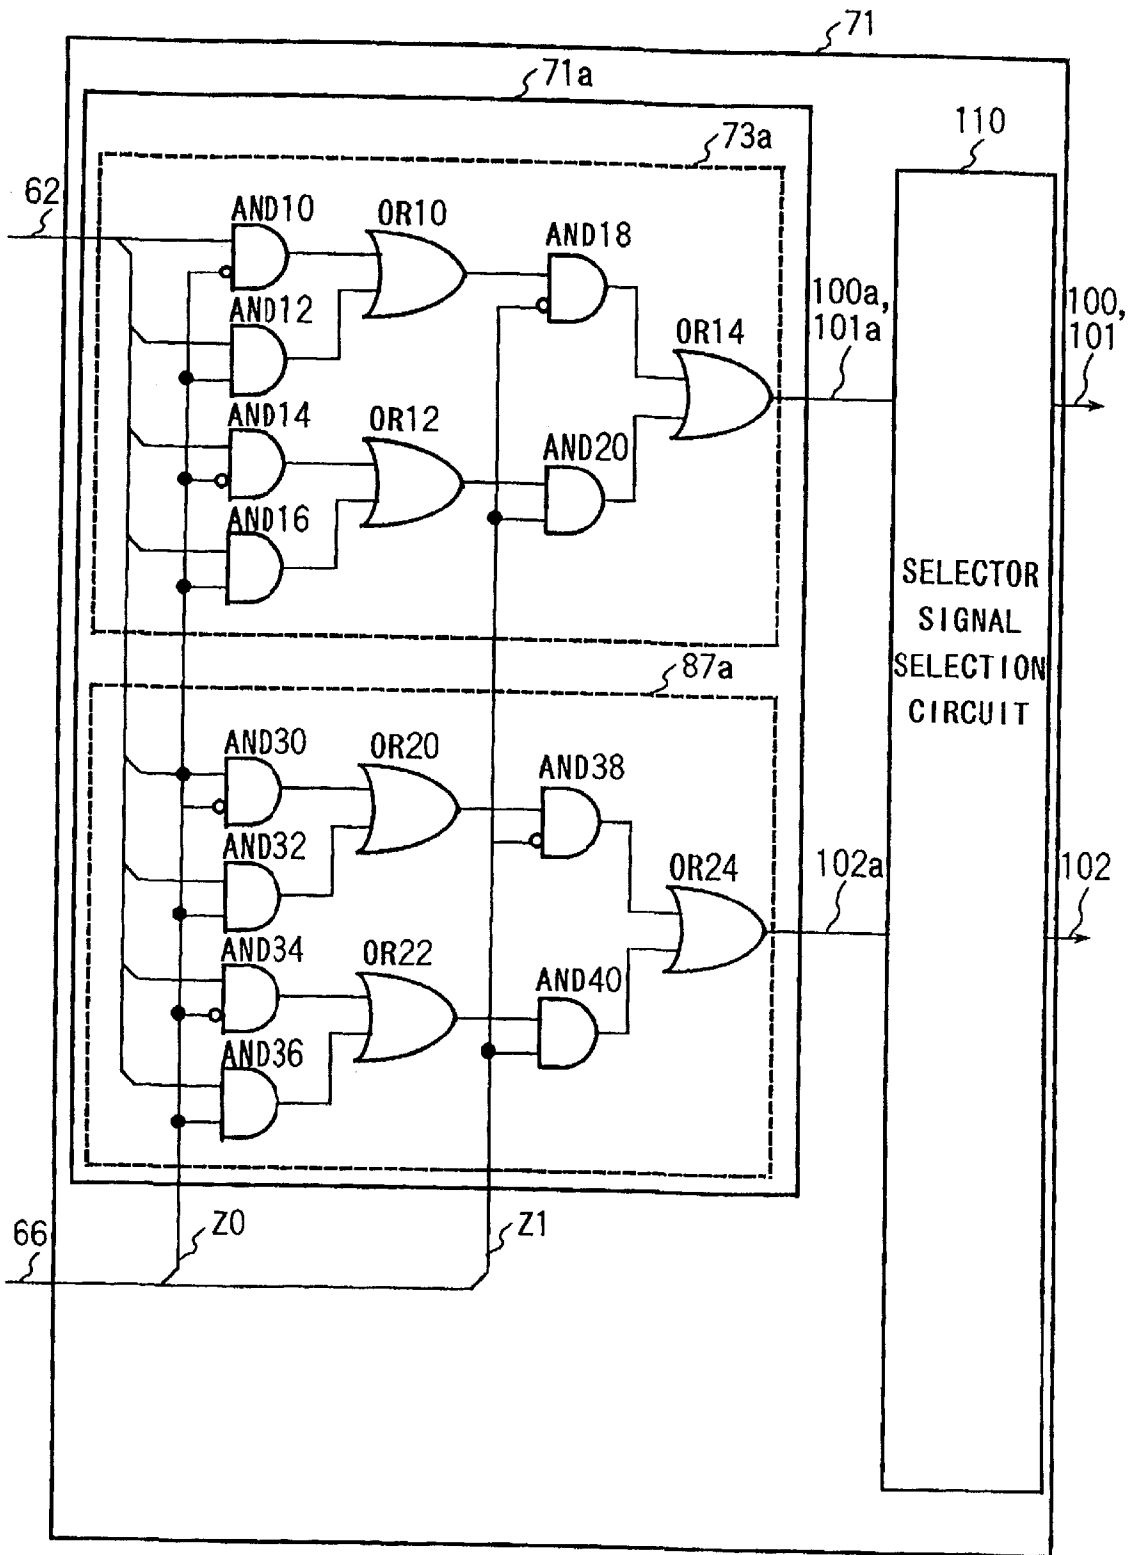 71
71a
110
73a
62
AND10
OR10
AND18
AND12
100a,
101a
100,
101
OR14
AND14
OR12
AND20
AND16
SELECTOR
SIGNAL
SELECTION
CIRCUIT
87a
AND30
OR20
AND38
AND32
OR24
102a
102
AND34
OR22
AND40
AND36
66
Z0
Z1